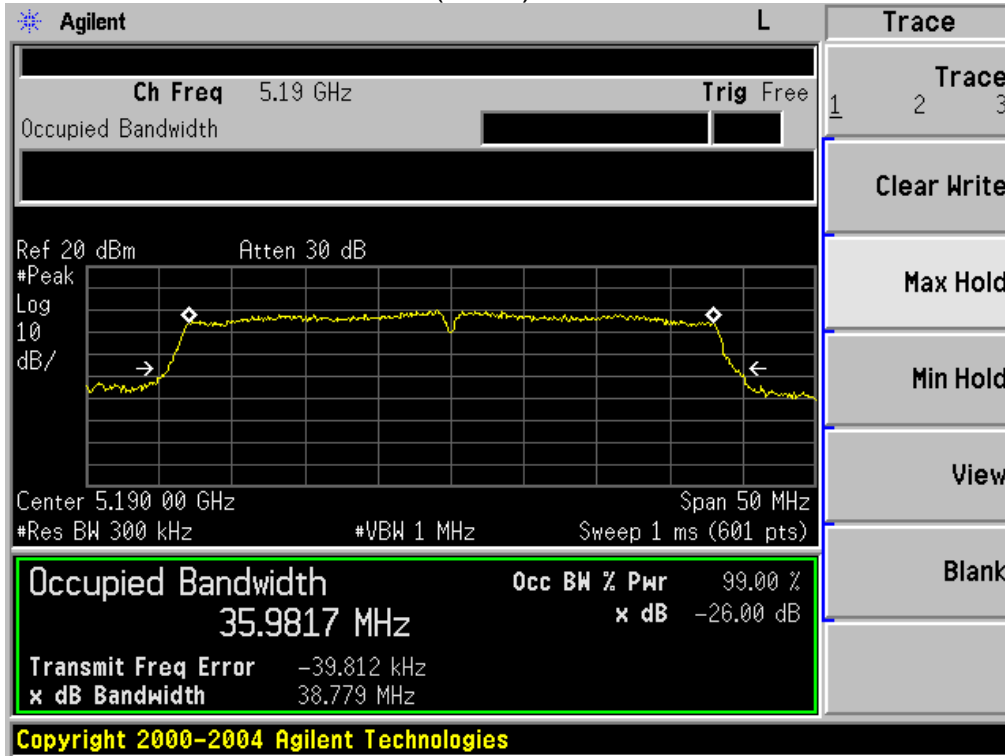 Agilent L Trace
Ch Freq 5.19 GHz Trig Free
Occupied Bandwidth
Trace
1 2 3
Clear Write
Max Hold
Min Hold
View
Blank
Ref 20 dBm Atten 30 dB
#Peak
Log
10
dB/
Center 5.190 00 GHz Span 50 MHz
#Res BW 300 kHz #VBW 1 MHz Sweep 1 ms (601 pts)
Occupied Bandwidth Occ BW % Pwr 99.00 %
35.9817 MHz x dB -26.00 dB
Transmit Freq Error -39.812 kHz
x dB Bandwidth 38.779 MHz
Copyright 2000-2004 Agilent Technologies